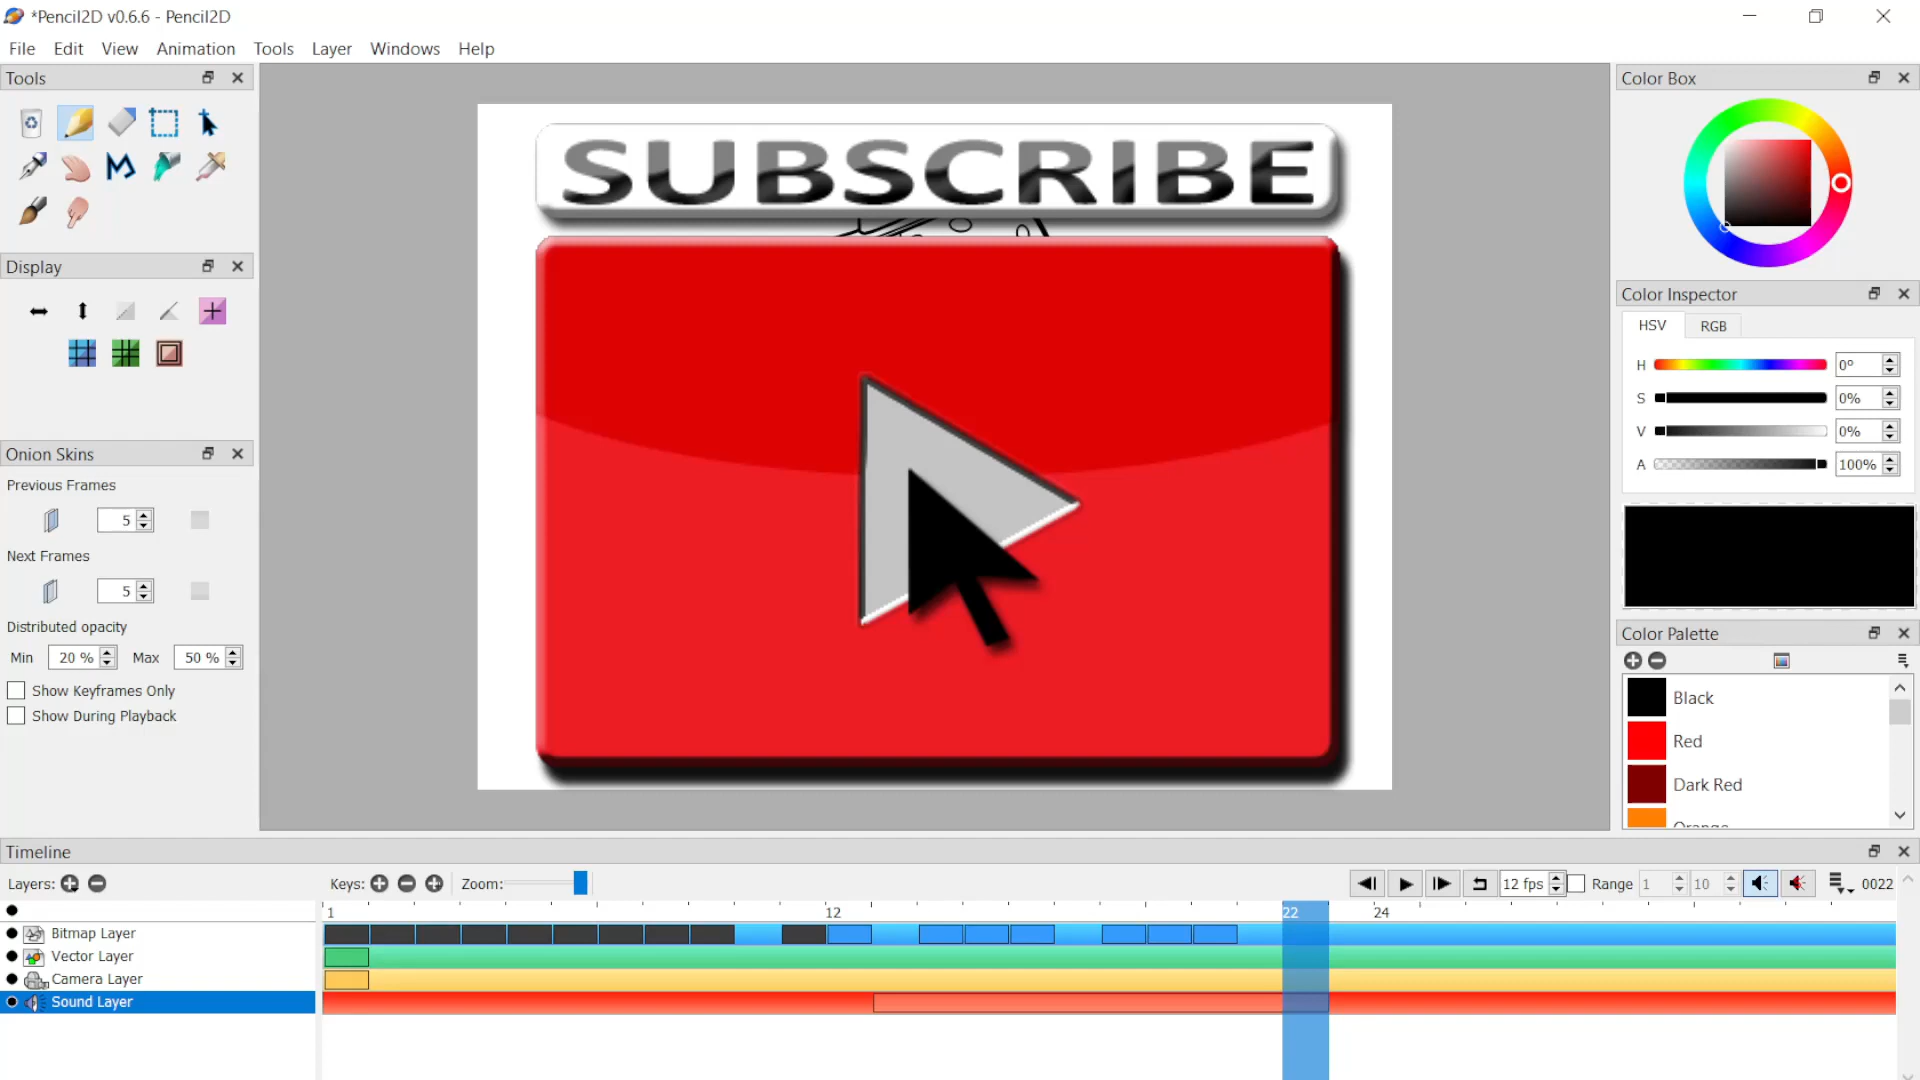 *Pencil2D v0.6.6 - Pencil2D
File Edit View Animation Tools Layer Windows Help
Tools
Display
Onion Skins
Previous Frames
5
Next Frames
5
Distributed opacity
Min 20 % Max 50 %
Show Keyframes Only
Show During Playback
SUBSCRIBE
Color Box
Color Inspector
HSV RGB
H 0°
S 0%
V 0%
A 100%
Color Palette
Black
Red
Dark Red
Orange
Timeline
Layers: Keys: Zoom: 12 fps Range 1 10 0022
1 12 22 24
Bitmap Layer
Vector Layer
Camera Layer
Sound Layer